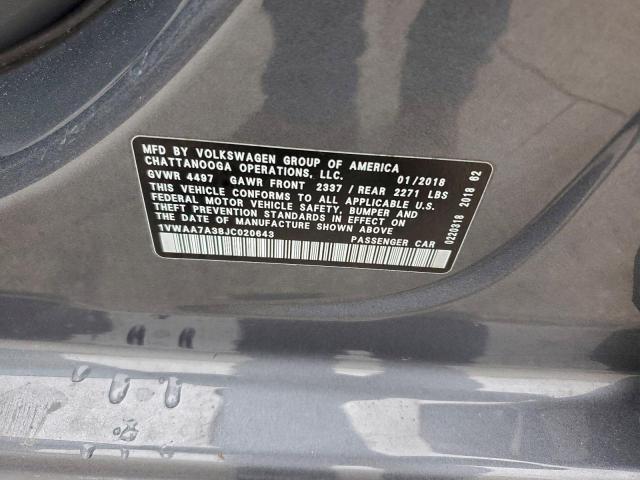 MFD BY VOLKSWAGEN GROUP OF AMERICA
CHATTANOOGA OPERATIONS, LLC. 01/2018
GVWR 4497 GAWR FRONT 2337 / REAR 2271 LBS
THIS VEHICLE CONFORMS TO ALL APPLICABLE U.S.
FEDERAL MOTOR VEHICLE SAFETY, BUMPER AND
THEFT PREVENTION STANDARDS IN EFFECT ON
THE DATE OF MANUFACTURE SHOWN ABOVE
1VWAA7A38JC020643 PASSENGER CAR
0220318 2018 62